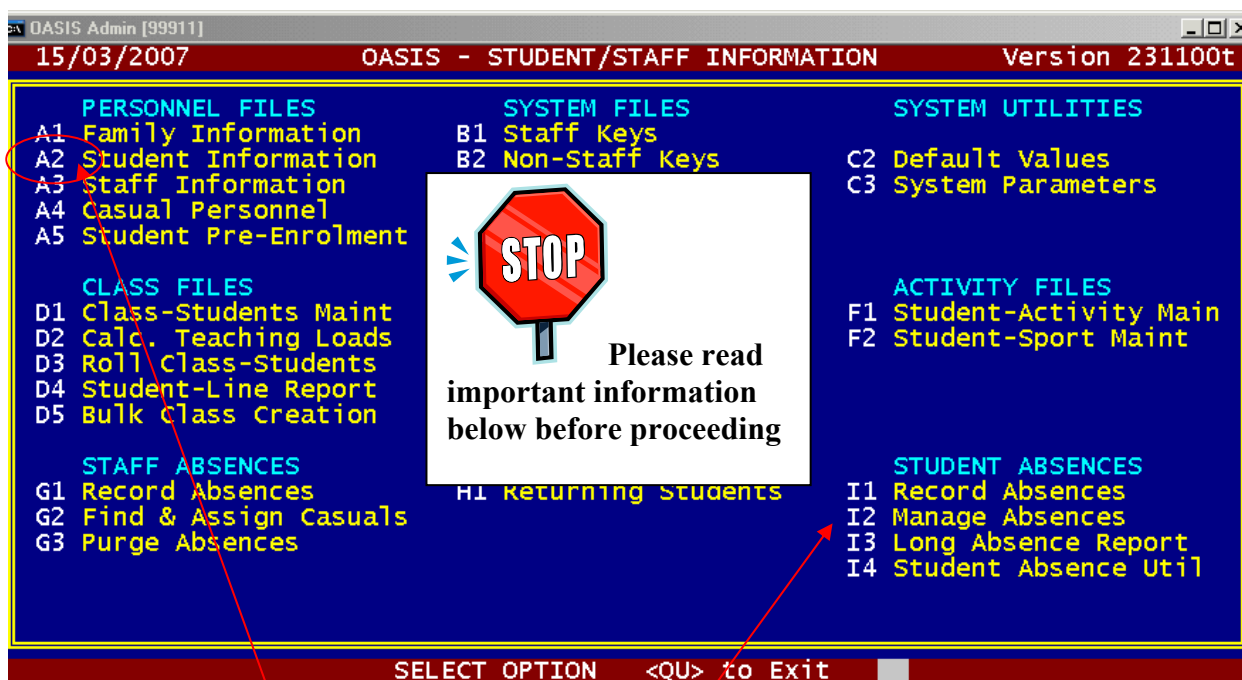 OASIS Admin [99911]
15/03/2007 OASIS - STUDENT/STAFF INFORMATION Version 231100t
PERSONNEL FILES SYSTEM FILES SYSTEM UTILITIES
A1 Family Information B1 Staff Keys
A2 Student Information B2 Non-Staff Keys C2 Default Values
A3 Staff Information C3 System Parameters
A4 Casual Personnel
A5 Student Pre-Enrolment
STOP
Please read
important information
below before proceeding
CLASS FILES ACTIVITY FILES
D1 Class-Students Maint F1 Student-Activity Main
D2 Calc. Teaching Loads F2 Student-Sport Maint
D3 Roll Class-Students
D4 Student-Line Report
D5 Bulk Class Creation
STAFF ABSENCES STUDENT ABSENCES
G1 Record Absences H1 Returning Students I1 Record Absences
G2 Find & Assign Casuals I2 Manage Absences
G3 Purge Absences I3 Long Absence Report
I4 Student Absence Util
SELECT OPTION <QU> to Exit